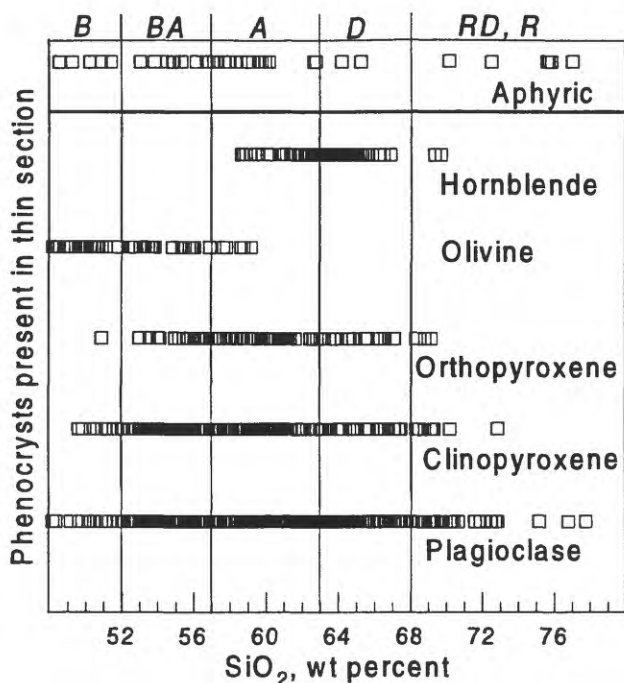 B BA A D RD, R
Aphyric
Hornblende
Olivine
Orthopyroxene
Clinopyroxene
Plagioclase
Phenocrysts present in thin section
52 56 60 64 68 72 76
SiO₂, wt percent